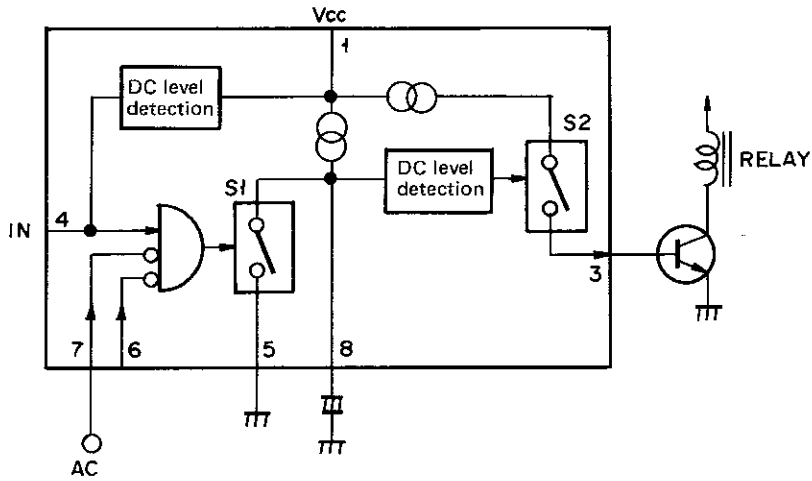 Vcc
1
DC level
detection
S2
RELAY
DC level
detection
S1
IN
4
3
7
6
5
8
AC